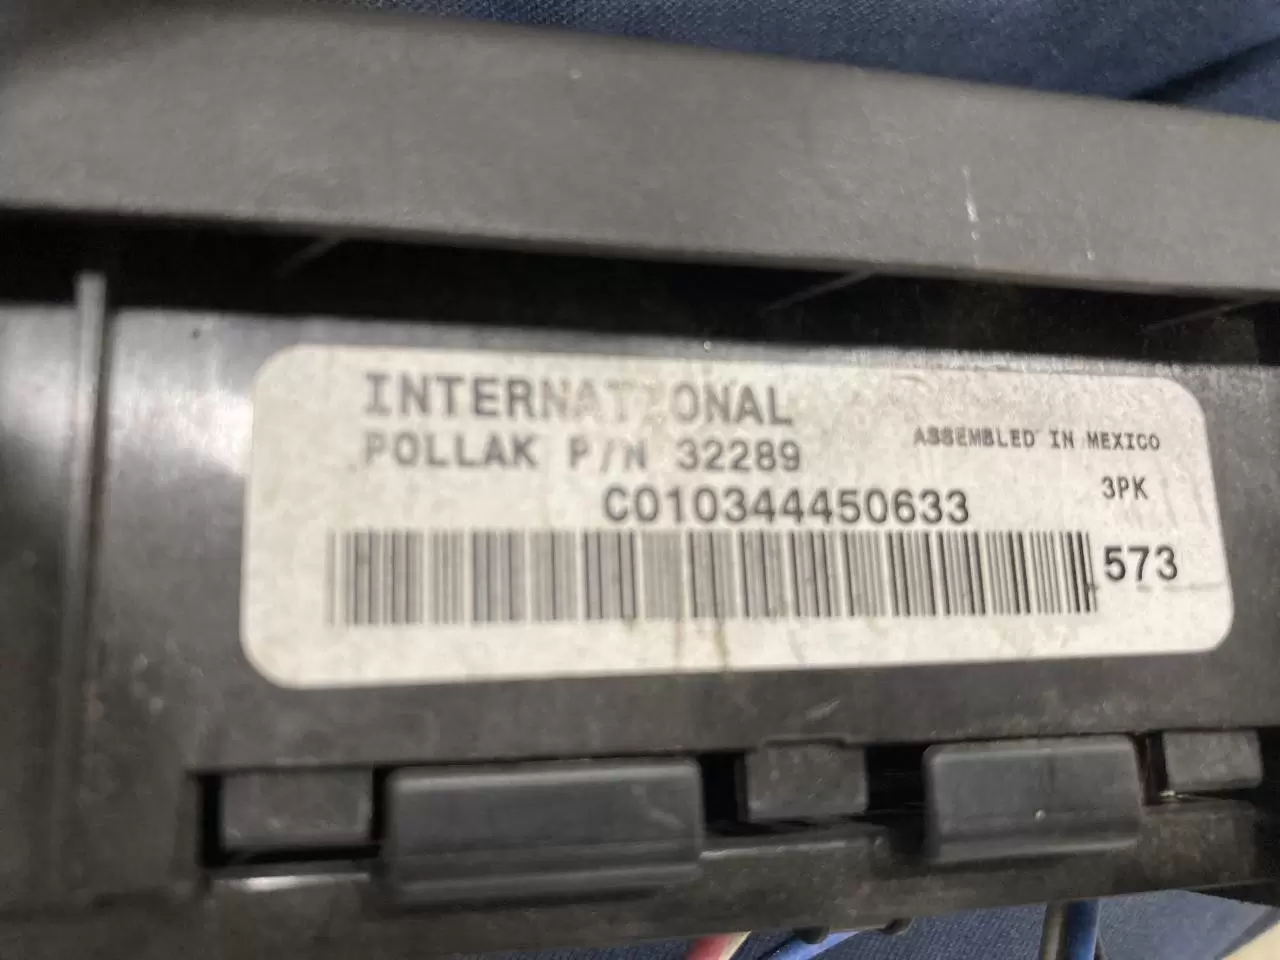 INTERNATIONAL
POLLAK P/N 32289
ASSEMBLED IN MEXICO
3PK
C010344450633
573